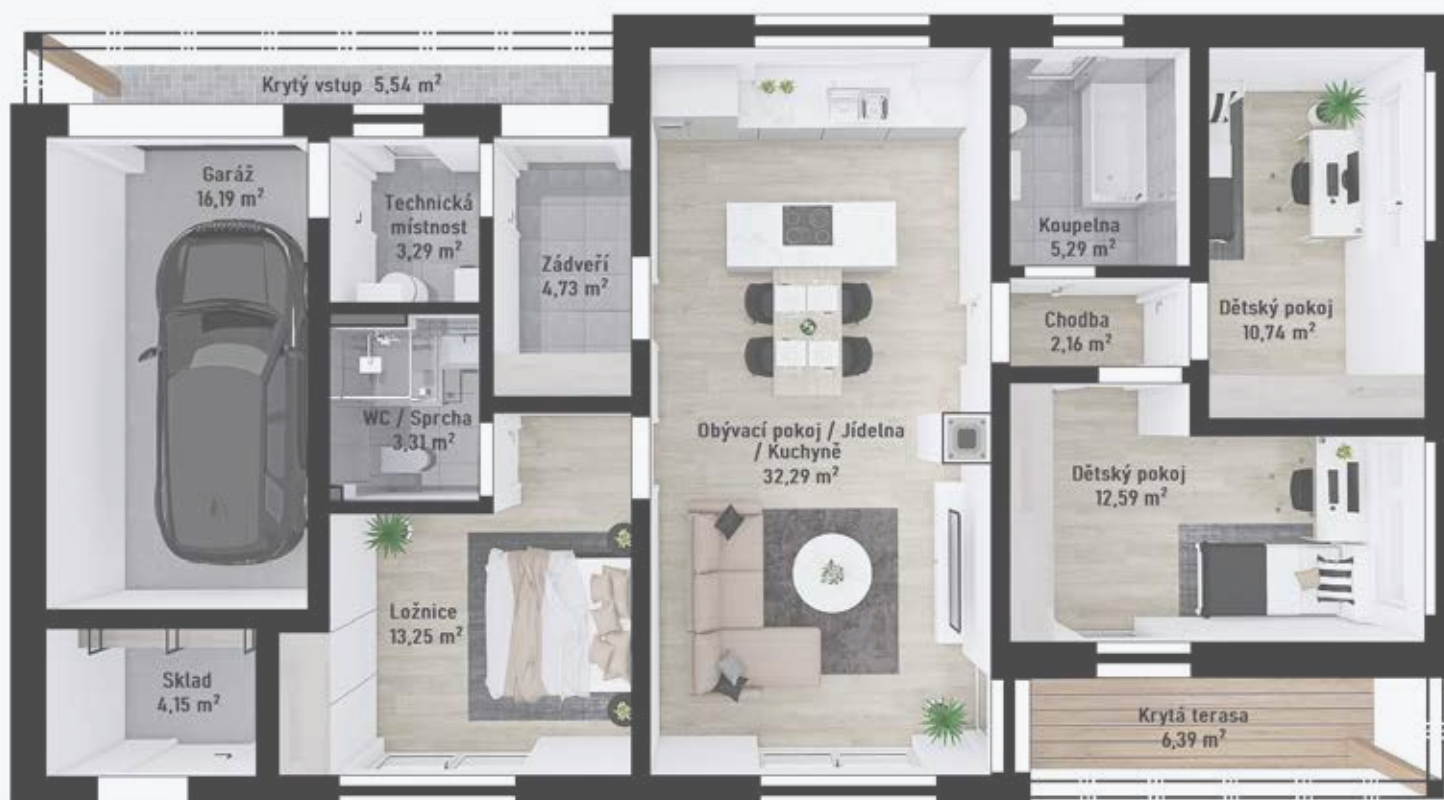 Krytý vstup 5,54 m²
Garáž
16,19 m²
Technická
místnost
3,29 m²
Zádveří
4,73 m²
WC / Sprcha
3,31 m²
Ložnice
13,25 m²
Sklad
4,15 m²
Obývací pokoj / Jídelna
/ Kuchyně
32,29 m²
Koupelna
5,29 m²
Chodba
2,16 m²
Dětský pokoj
10,74 m²
Dětský pokoj
12,59 m²
Krytá terasa
6,39 m²